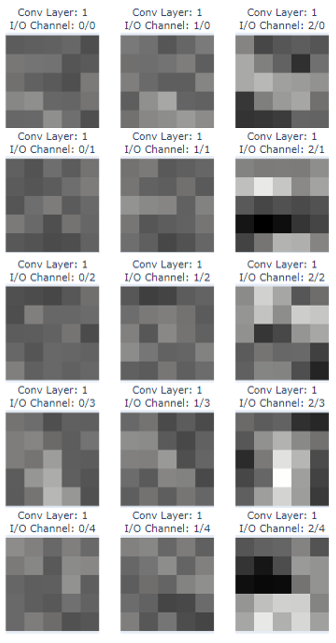 Conv Layer: 1
I/O Channel: 0/0
Conv Layer: 1
I/O Channel: 1/0
Conv Layer: 1
I/O Channel: 2/0
Conv Layer: 1
I/O Channel: 0/1
Conv Layer: 1
I/O Channel: 1/1
Conv Layer: 1
I/O Channel: 2/1
Conv Layer: 1
I/O Channel: 0/2
Conv Layer: 1
I/O Channel: 1/2
Conv Layer: 1
I/O Channel: 2/2
Conv Layer: 1
I/O Channel: 0/3
Conv Layer: 1
I/O Channel: 1/3
Conv Layer: 1
I/O Channel: 2/3
Conv Layer: 1
I/O Channel: 0/4
Conv Layer: 1
I/O Channel: 1/4
Conv Layer: 1
I/O Channel: 2/4